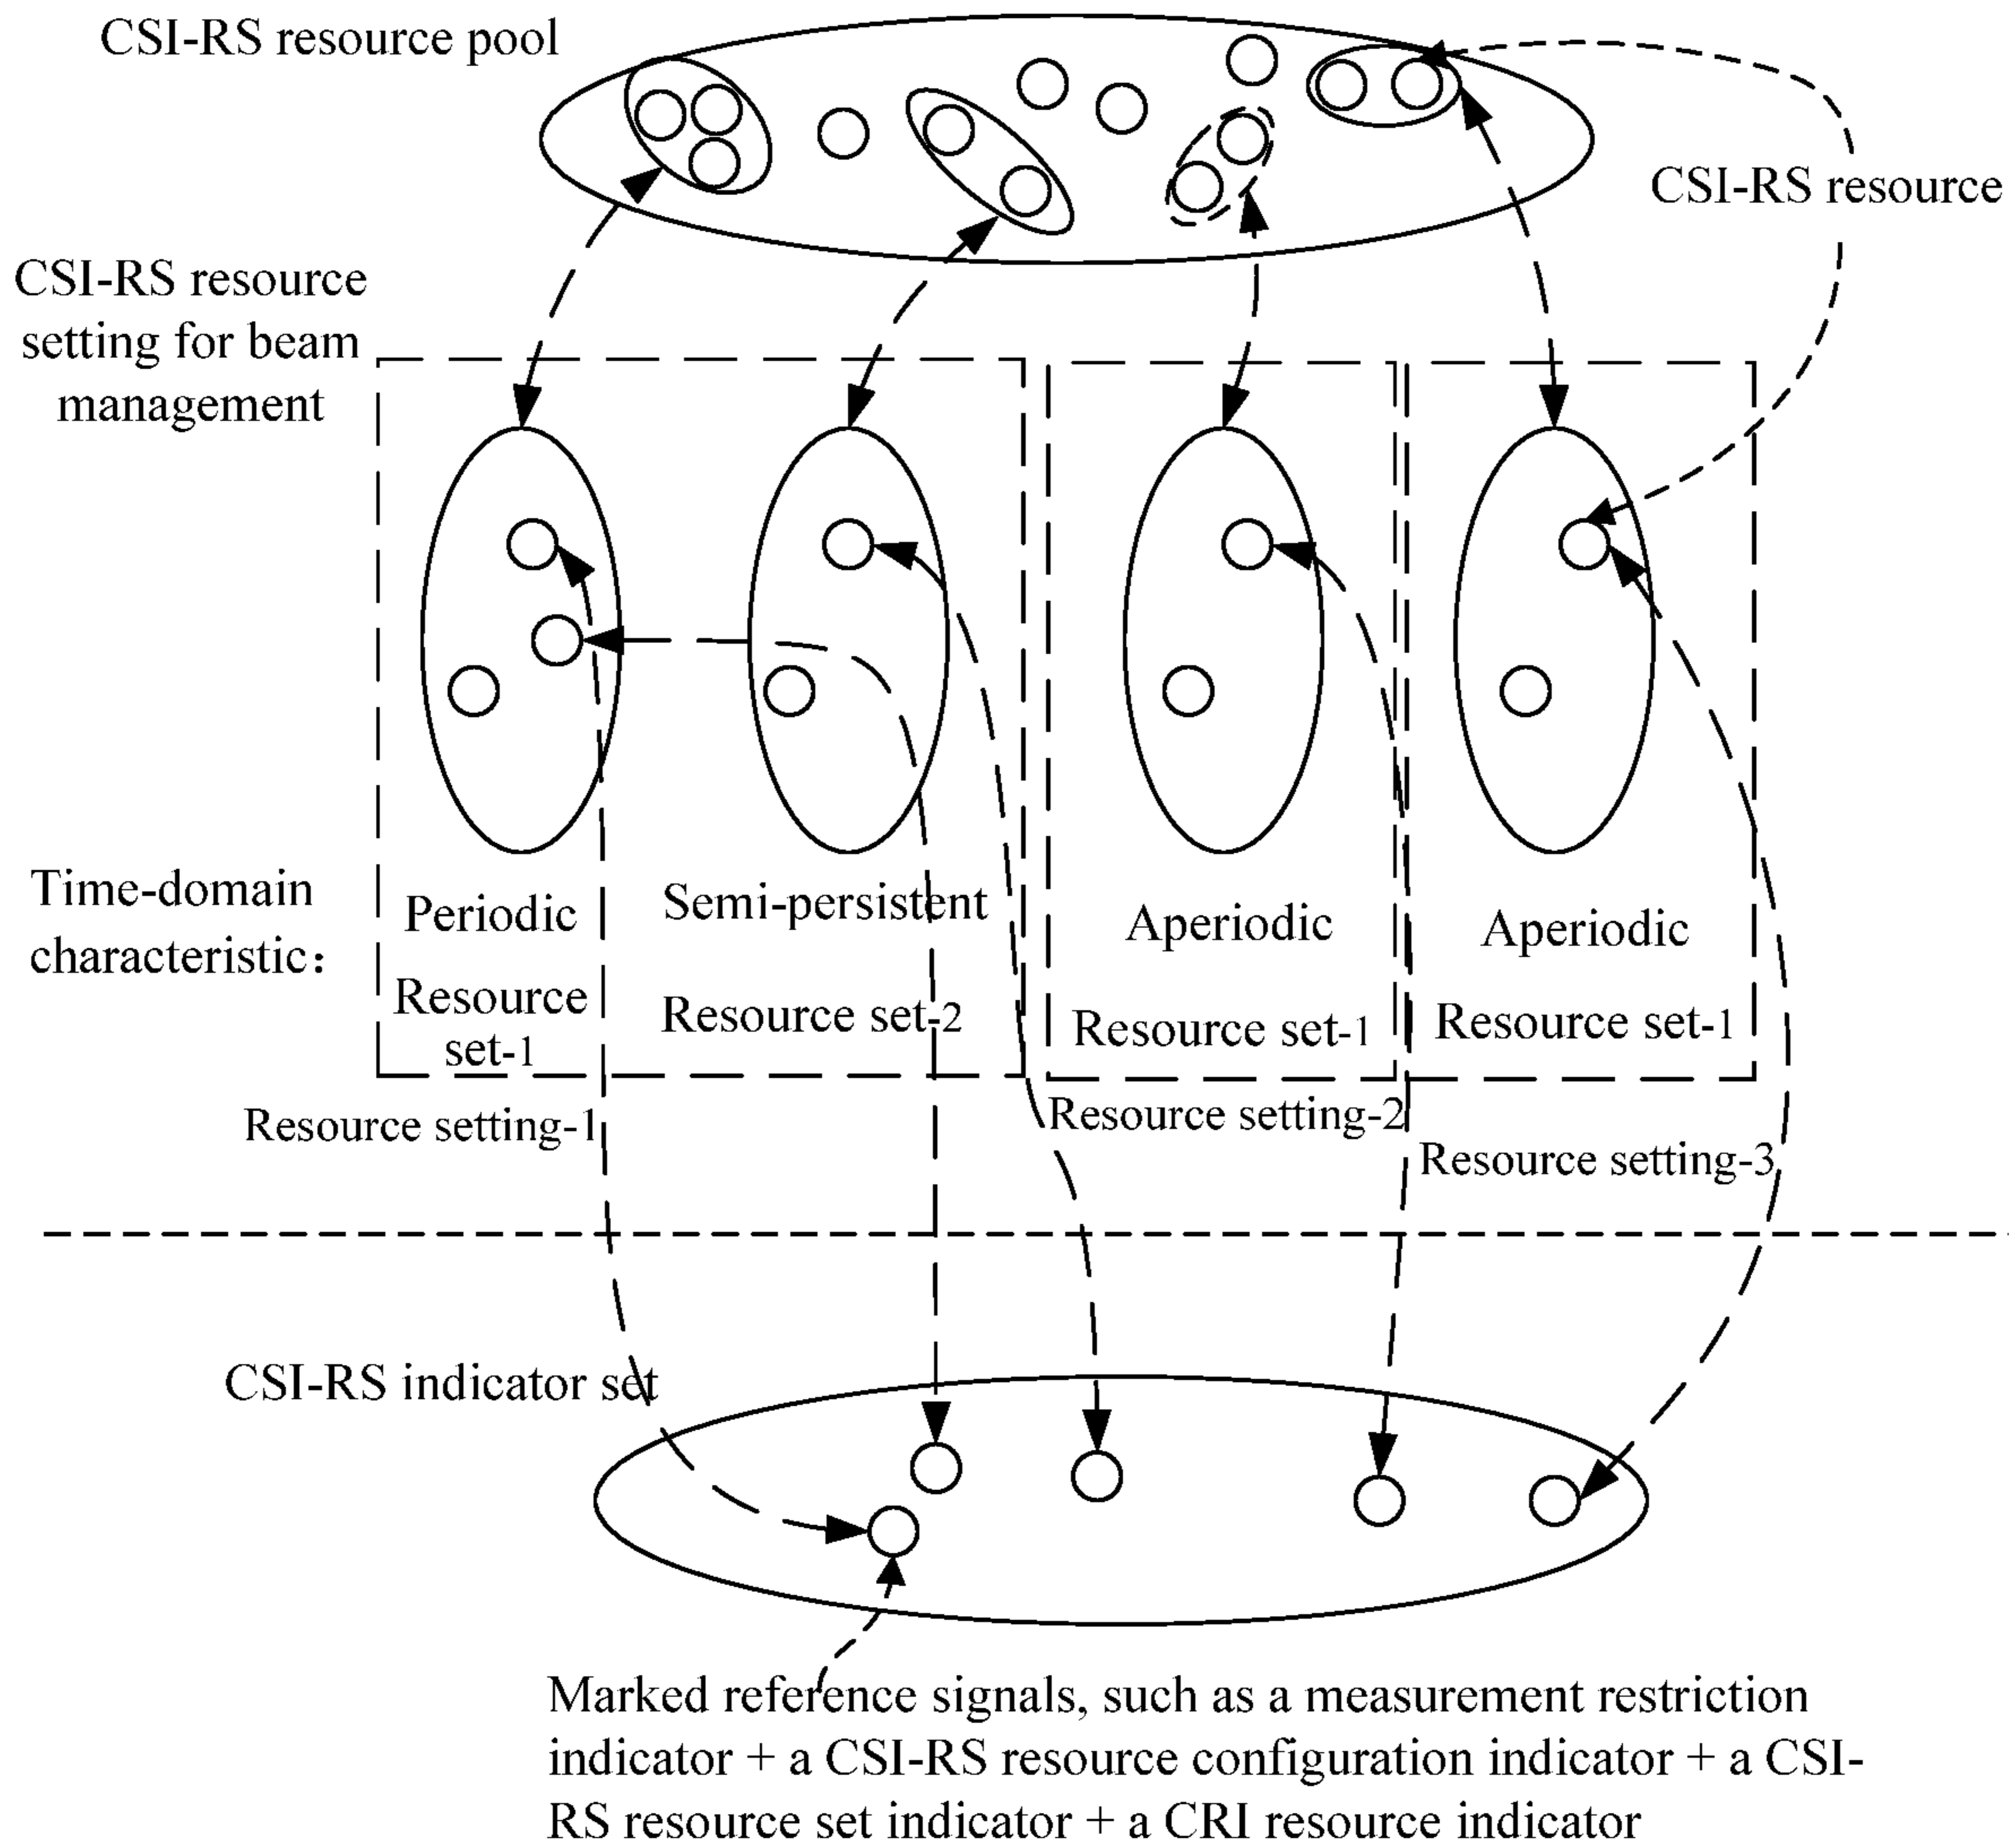 CSI-RS resource pool
CSI-RS resource
CSI-RS resource
setting for beam
management
Time-domain
characteristic:
Periodic
Resource
set-1
Semi-persistent
Resource set-2
Aperiodic
Resource set-1
Aperiodic
Resource set-1
Resource setting-1
Resource setting-2
Resource setting-3
CSI-RS indicator set
Marked reference signals, such as a measurement restriction
indicator + a CSI-RS resource configuration indicator + a CSI-
RS resource set indicator + a CRI resource indicator